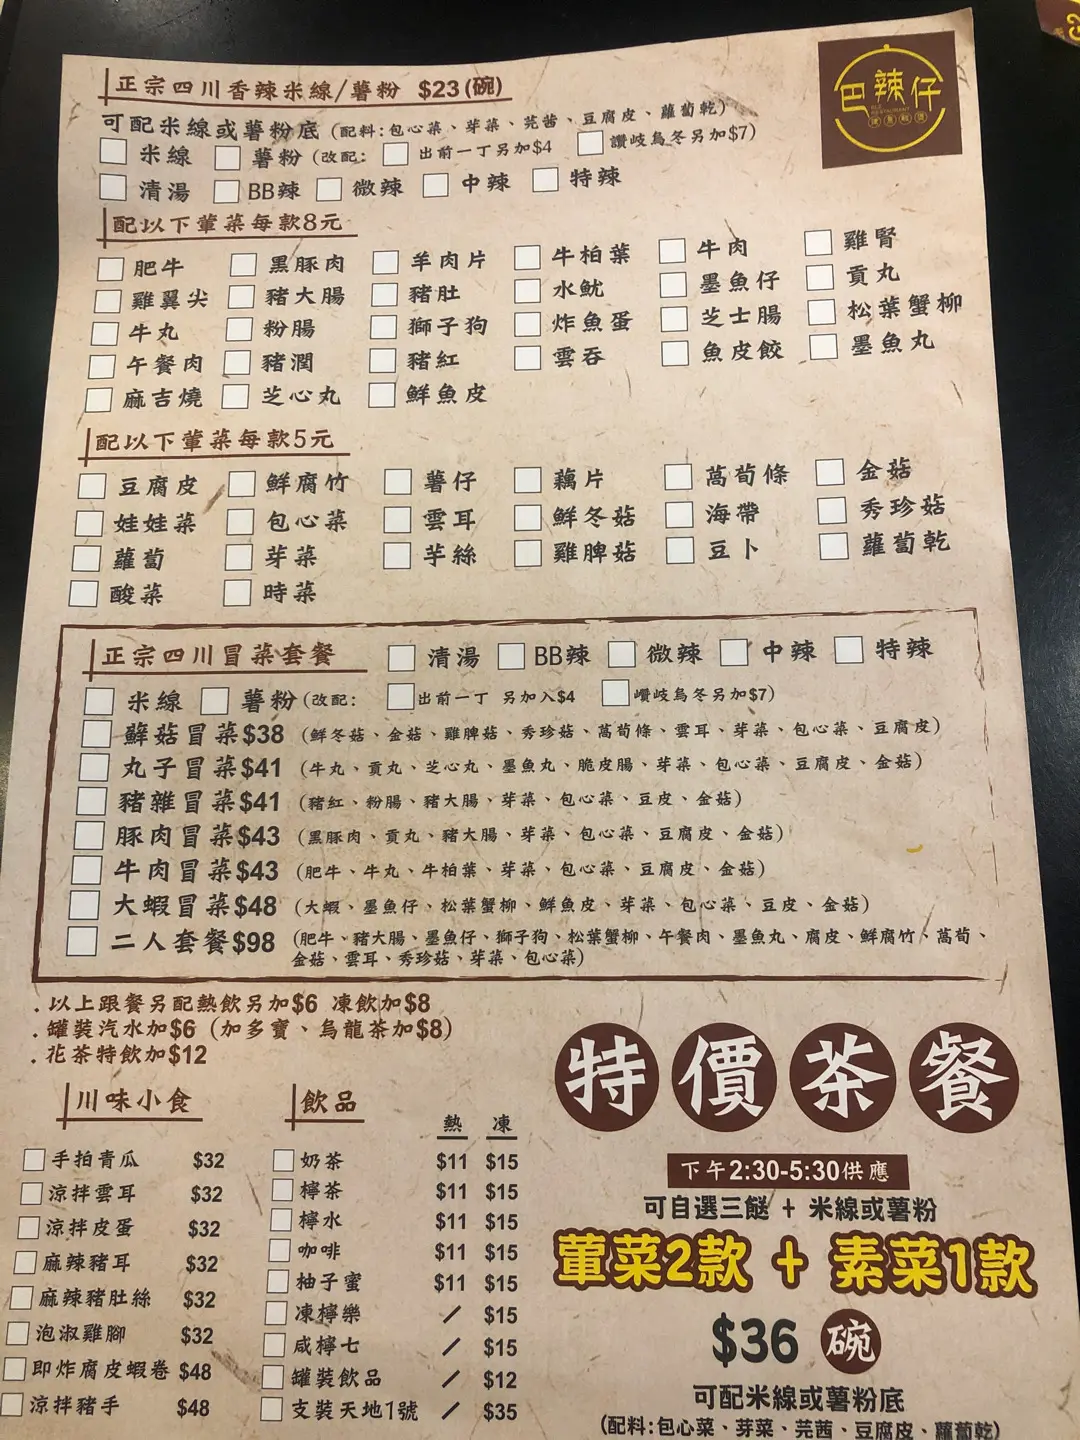 正宗四川香辣米線/薯粉 $23(碗)
巴辣仔
可配米線或薯粉底(配料:包心菜、芽菜、芫茜、豆腐皮、蘿蔔乾)
米線 薯粉(改配: 出前一丁另加$4 讚岐烏冬另加$7)
清湯 BB辣 微辣 中辣 特辣
配以下葷菜每款8元
肥牛 黑豚肉 羊肉片 牛柏葉 牛肉 雞腎
雞翼尖 豬大腸 豬肚 水魷 墨魚仔 貢丸
牛丸 粉腸 獅子狗 炸魚蛋 芝士腸 松葉蟹柳
午餐肉 豬潤 豬紅 雲吞 魚皮餃 墨魚丸
麻吉燒 芝心丸 鮮魚皮
配以下葷菜每款5元
豆腐皮 鮮腐竹 薯仔 藕片 萵荀條 金菇
娃娃菜 包心菜 雲耳 鮮冬菇 海帶 秀珍菇
蘿蔔 芽菜 芋絲 雞脾菇 豆卜 蘿蔔乾
酸菜 時菜
正宗四川冒菜套餐 清湯 BB辣 微辣 中辣 特辣
米線 薯粉(改配: 出前一丁 另加入$4 讚岐烏冬另加$7)
鮮菇冒菜$38 (鮮冬菇、金菇、雞脾菇、秀珍菇、萵荀條、雲耳、芽菜、包心菜、豆腐皮)
丸子冒菜$41 (牛丸、貢丸、芝心丸、墨魚丸、脆皮腸、芽菜、包心菜、豆腐皮、金菇)
豬雜冒菜$41 (豬紅、粉腸、豬大腸、芽菜、包心菜、豆皮、金菇)
豚肉冒菜$43 (黑豚肉、貢丸、豬大腸、芽菜、包心菜、豆腐皮、金菇)
牛肉冒菜$43 (肥牛、牛丸、牛柏葉、芽菜、包心菜、豆腐皮、金菇)
大蝦冒菜$48 (大蝦、墨魚仔、松葉蟹柳、鮮魚皮、芽菜、包心菜、豆皮、金菇)
二人套餐$98 (肥牛、豬大腸、墨魚仔、獅子狗、松葉蟹柳、午餐肉、墨魚丸、腐皮、鮮腐竹、萵荀、
金菇、雲耳、秀珍菇、芽菜、包心菜)
.以上跟餐另配熱飲另加$6 凍飲加$8
.罐裝汽水加$6 (加多寶、烏龍茶加$8)
.花茶特飲加$12
川味小食
手拍青瓜 $32
涼拌雲耳 $32
涼拌皮蛋 $32
麻辣豬耳 $32
麻辣豬肚絲 $32
泡淑雞腳 $32
即炸腐皮蝦卷 $48
涼拌豬手 $48
飲品 熱 凍
奶茶 $11 $15
檸茶 $11 $15
檸水 $11 $15
咖啡 $11 $15
柚子蜜 $11 $15
凍檸樂 / $15
咸檸七 / $15
罐裝飲品 / $12
支裝天地1號 / $35
特價茶餐
下午2:30-5:30供應
可自選三餸 + 米線或薯粉
葷菜2款 + 素菜1款
$36 碗
可配米線或薯粉底
(配料:包心菜、芽菜、芫茜、豆腐皮、蘿蔔乾)